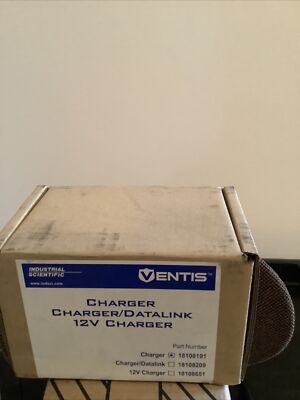 INDUSTRIAL
SCIENTIFIC
www.indsci.com
VENTIS™
CHARGER
CHARGER/DATALINK
12V CHARGER
Part Number
Charger 18108191
Charger/Datalink 18108209
12V Charger 18108651